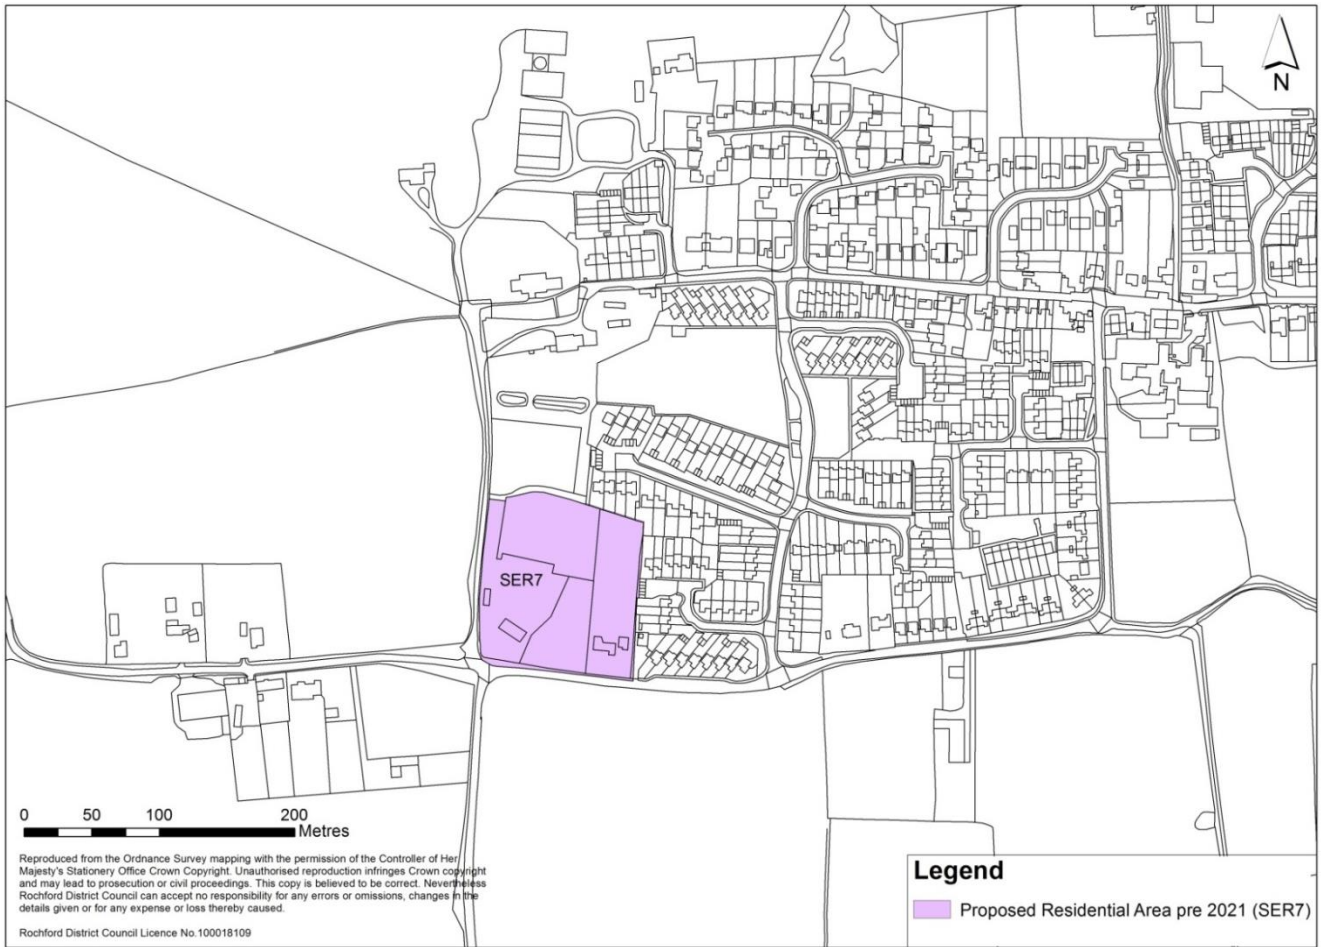 N
SER7
0 50 100 200
Metres
Reproduced from the Ordnance Survey mapping with the permission of the Controller of Her
Majesty's Stationery Office Crown Copyright. Unauthorised reproduction infringes Crown copyright
and may lead to prosecution or civil proceedings. This copy is believed to be correct. Nevertheless
Rochford District Council can accept no responsibility for any errors or omissions, changes in the
details given or for any expense or loss thereby caused.
Rochford District Council Licence No.100018109
Legend
Proposed Residential Area pre 2021 (SER7)